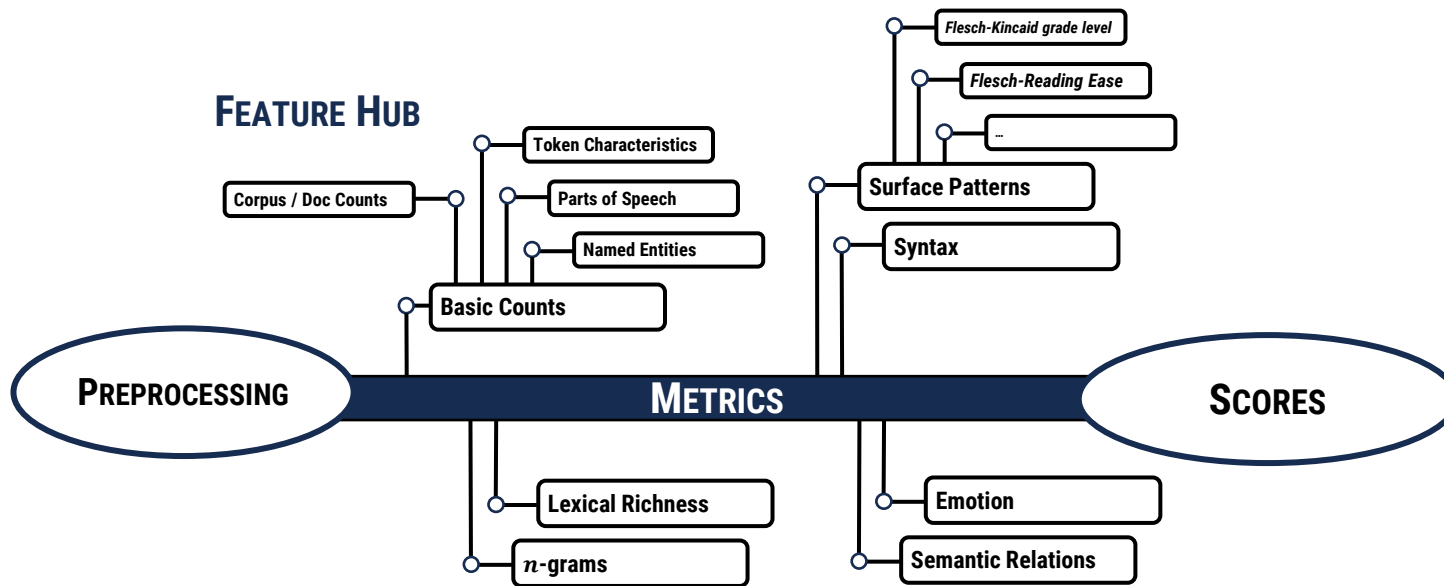 FEATURE HUB
Corpus / Doc Counts
Token Characteristics
Parts of Speech
Named Entities
Basic Counts
Flesch-Kincaid grade level
Flesch-Reading Ease
...
Surface Patterns
Syntax
PREPROCESSING
METRICS
SCORES
Lexical Richness
n-grams
Emotion
Semantic Relations